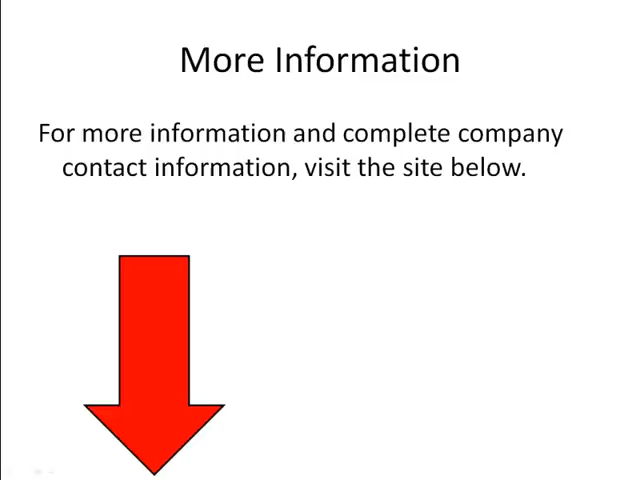 More Information
For more information and complete company
contact information, visit the site below.